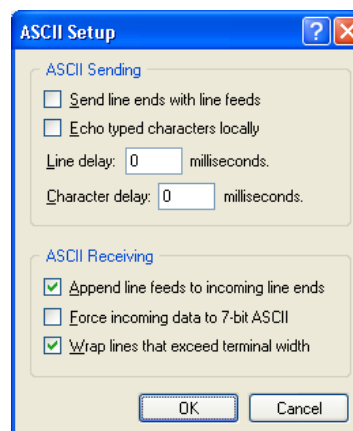 ASCII Setup
ASCII Sending
Send line ends with line feeds
Echo typed characters locally
Line delay: 0 milliseconds.
Character delay: 0 milliseconds.
ASCII Receiving
Append line feeds to incoming line ends
Force incoming data to 7-bit ASCII
Wrap lines that exceed terminal width
OK Cancel